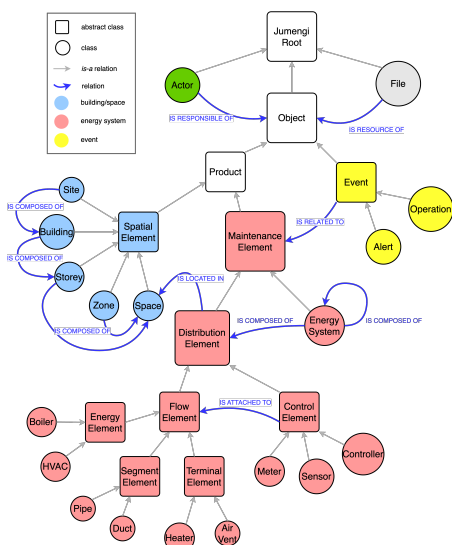 abstract class
class
is-a relation
relation
building/space
energy system
event
Jumengi
Root
Actor
File
IS RESPONSIBLE OF
Object
IS RESOURCE OF
Product
Event
Site
IS COMPOSED OF
Building
Spatial
Element
IS RELATED TO
Operation
Maintenance
Element
Alert
IS COMPOSED OF
Storey
IS LOCATED IN
Zone
Space
IS COMPOSED OF
Distribution
Element
IS COMPOSED OF
Energy
System
IS COMPOSED OF
Boiler
Energy
Element
Flow
Element
IS ATTACHED TO
Control
Element
HVAC
Controller
Segment
Element
Terminal
Element
Meter
Sensor
Pipe
Duct
Heater
Air
Vent